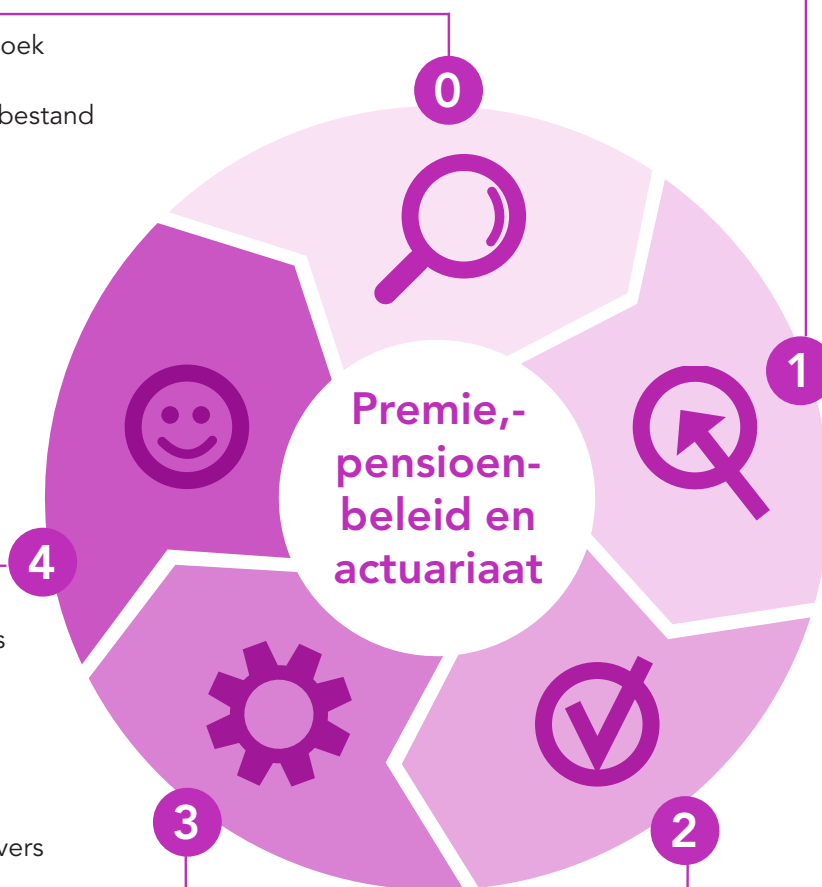 oek
bestand
0
1
Premie,-
pensioen-
beleid en
actuariaat
4
s
3
vers
2